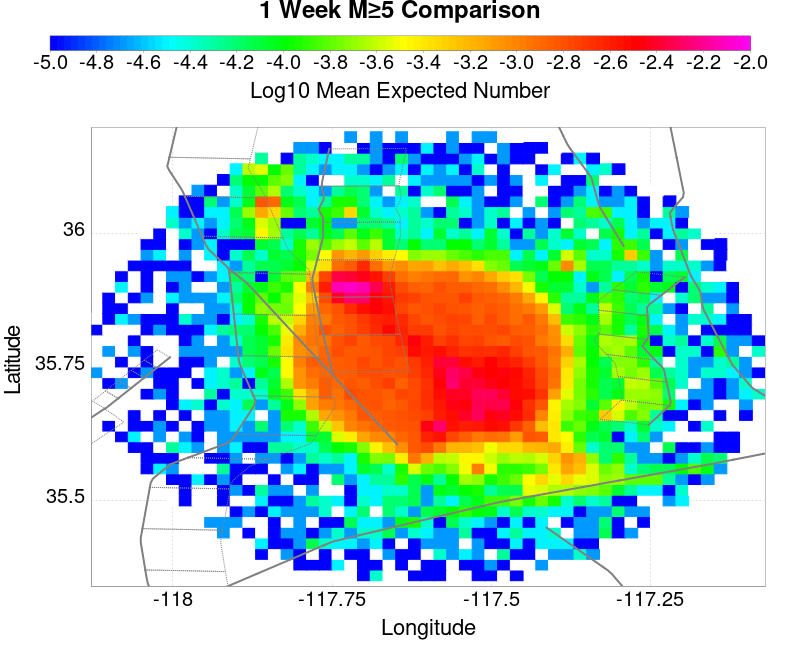 1 Week M≥5 Comparison
-5.0 -4.8 -4.6 -4.4 -4.2 -4.0 -3.8 -3.6 -3.4 -3.2 -3.0 -2.8 -2.6 -2.4 -2.2 -2.0
Log10 Mean Expected Number
36
35.75
35.5
Latitude
-118 -117.75 -117.5 -117.25
Longitude